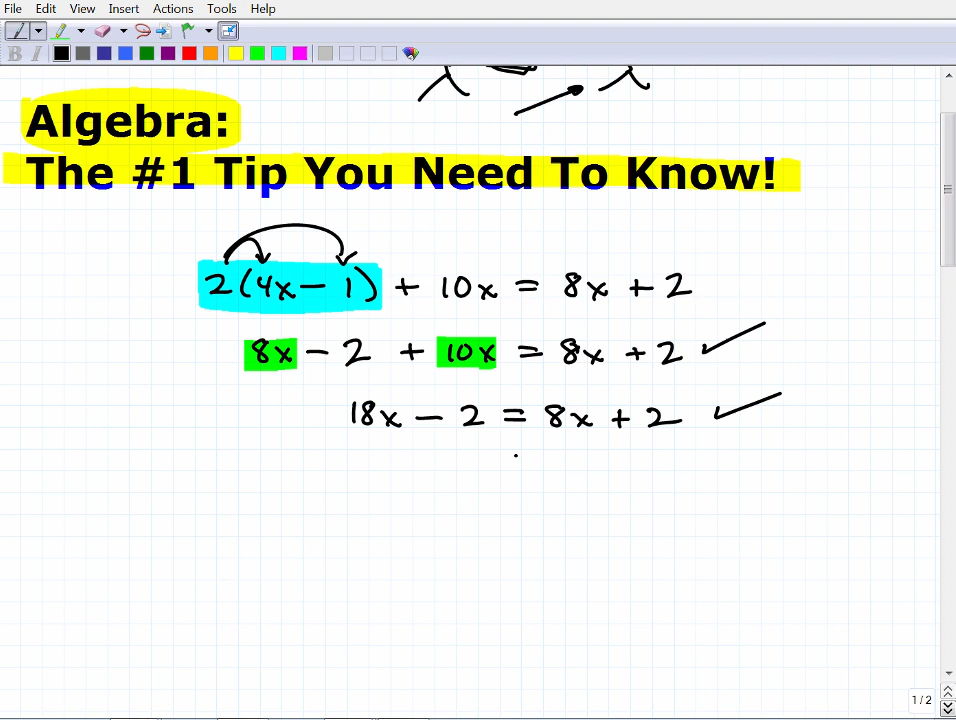 File Edit View Insert Actions Tools Help
B I
Algebra:
The #1 Tip You Need To Know!
2(4x - 1) + 10x = 8x + 2
8x - 2 + 10x = 8x + 2
18x - 2 = 8x + 2
1 / 2